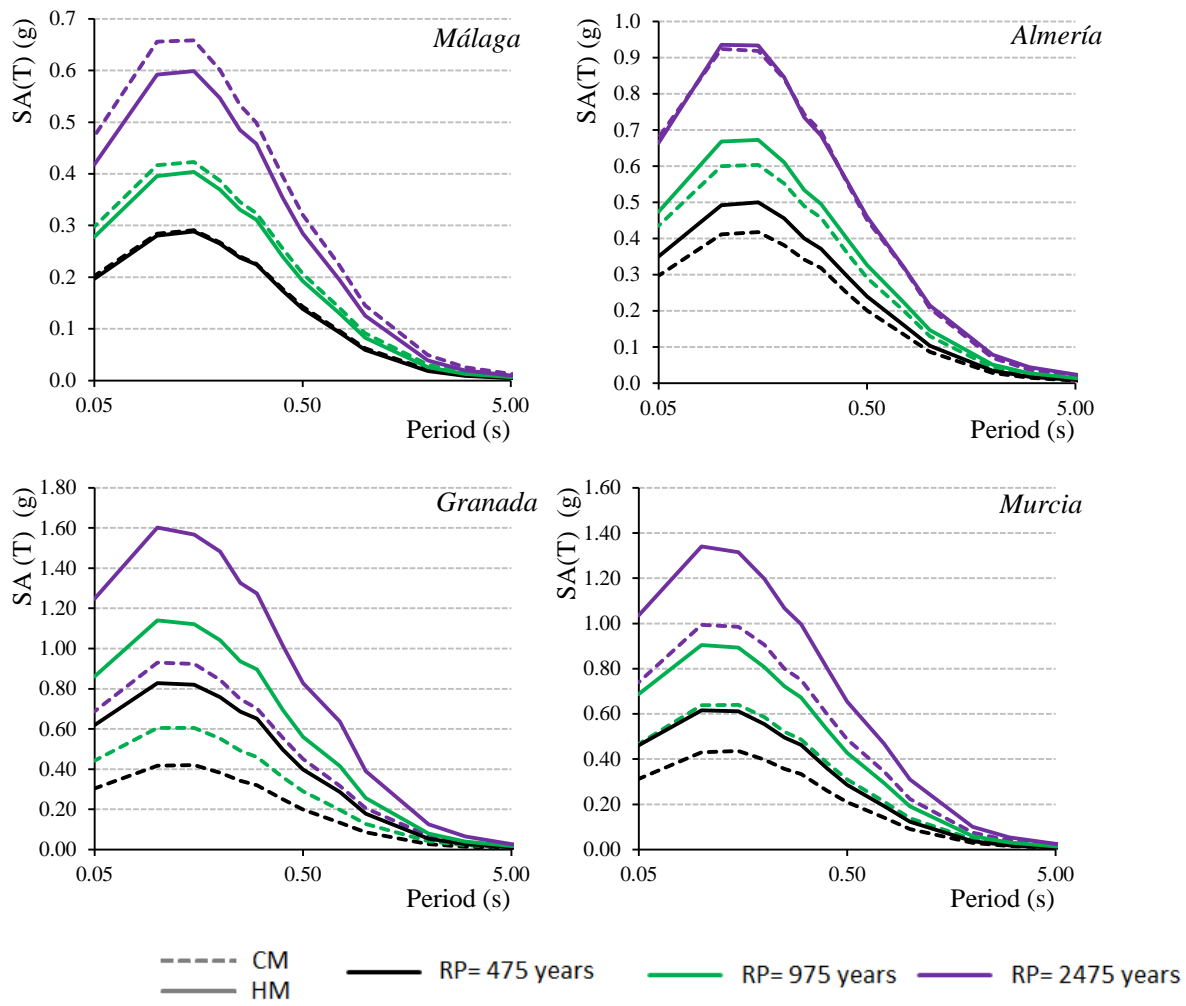 Málaga
SA(T) (g)
0.7
0.6
0.5
0.4
0.3
0.2
0.1
0.0
0.05 0.50 5.00
Period (s)
Almería
SA(T) (g)
1.0
0.9
0.8
0.7
0.6
0.5
0.4
0.3
0.2
0.1
0.0
0.05 0.50 5.00
Period (s)
Granada
SA (T) (g)
1.80
1.60
1.40
1.20
1.00
0.80
0.60
0.40
0.20
0.00
0.05 0.50 5.00
Period (s)
Murcia
SA(T) (g)
1.60
1.40
1.20
1.00
0.80
0.60
0.40
0.20
0.00
0.05 0.50 5.00
Period (s)
CM
HM
RP= 475 years
RP= 975 years
RP= 2475 years